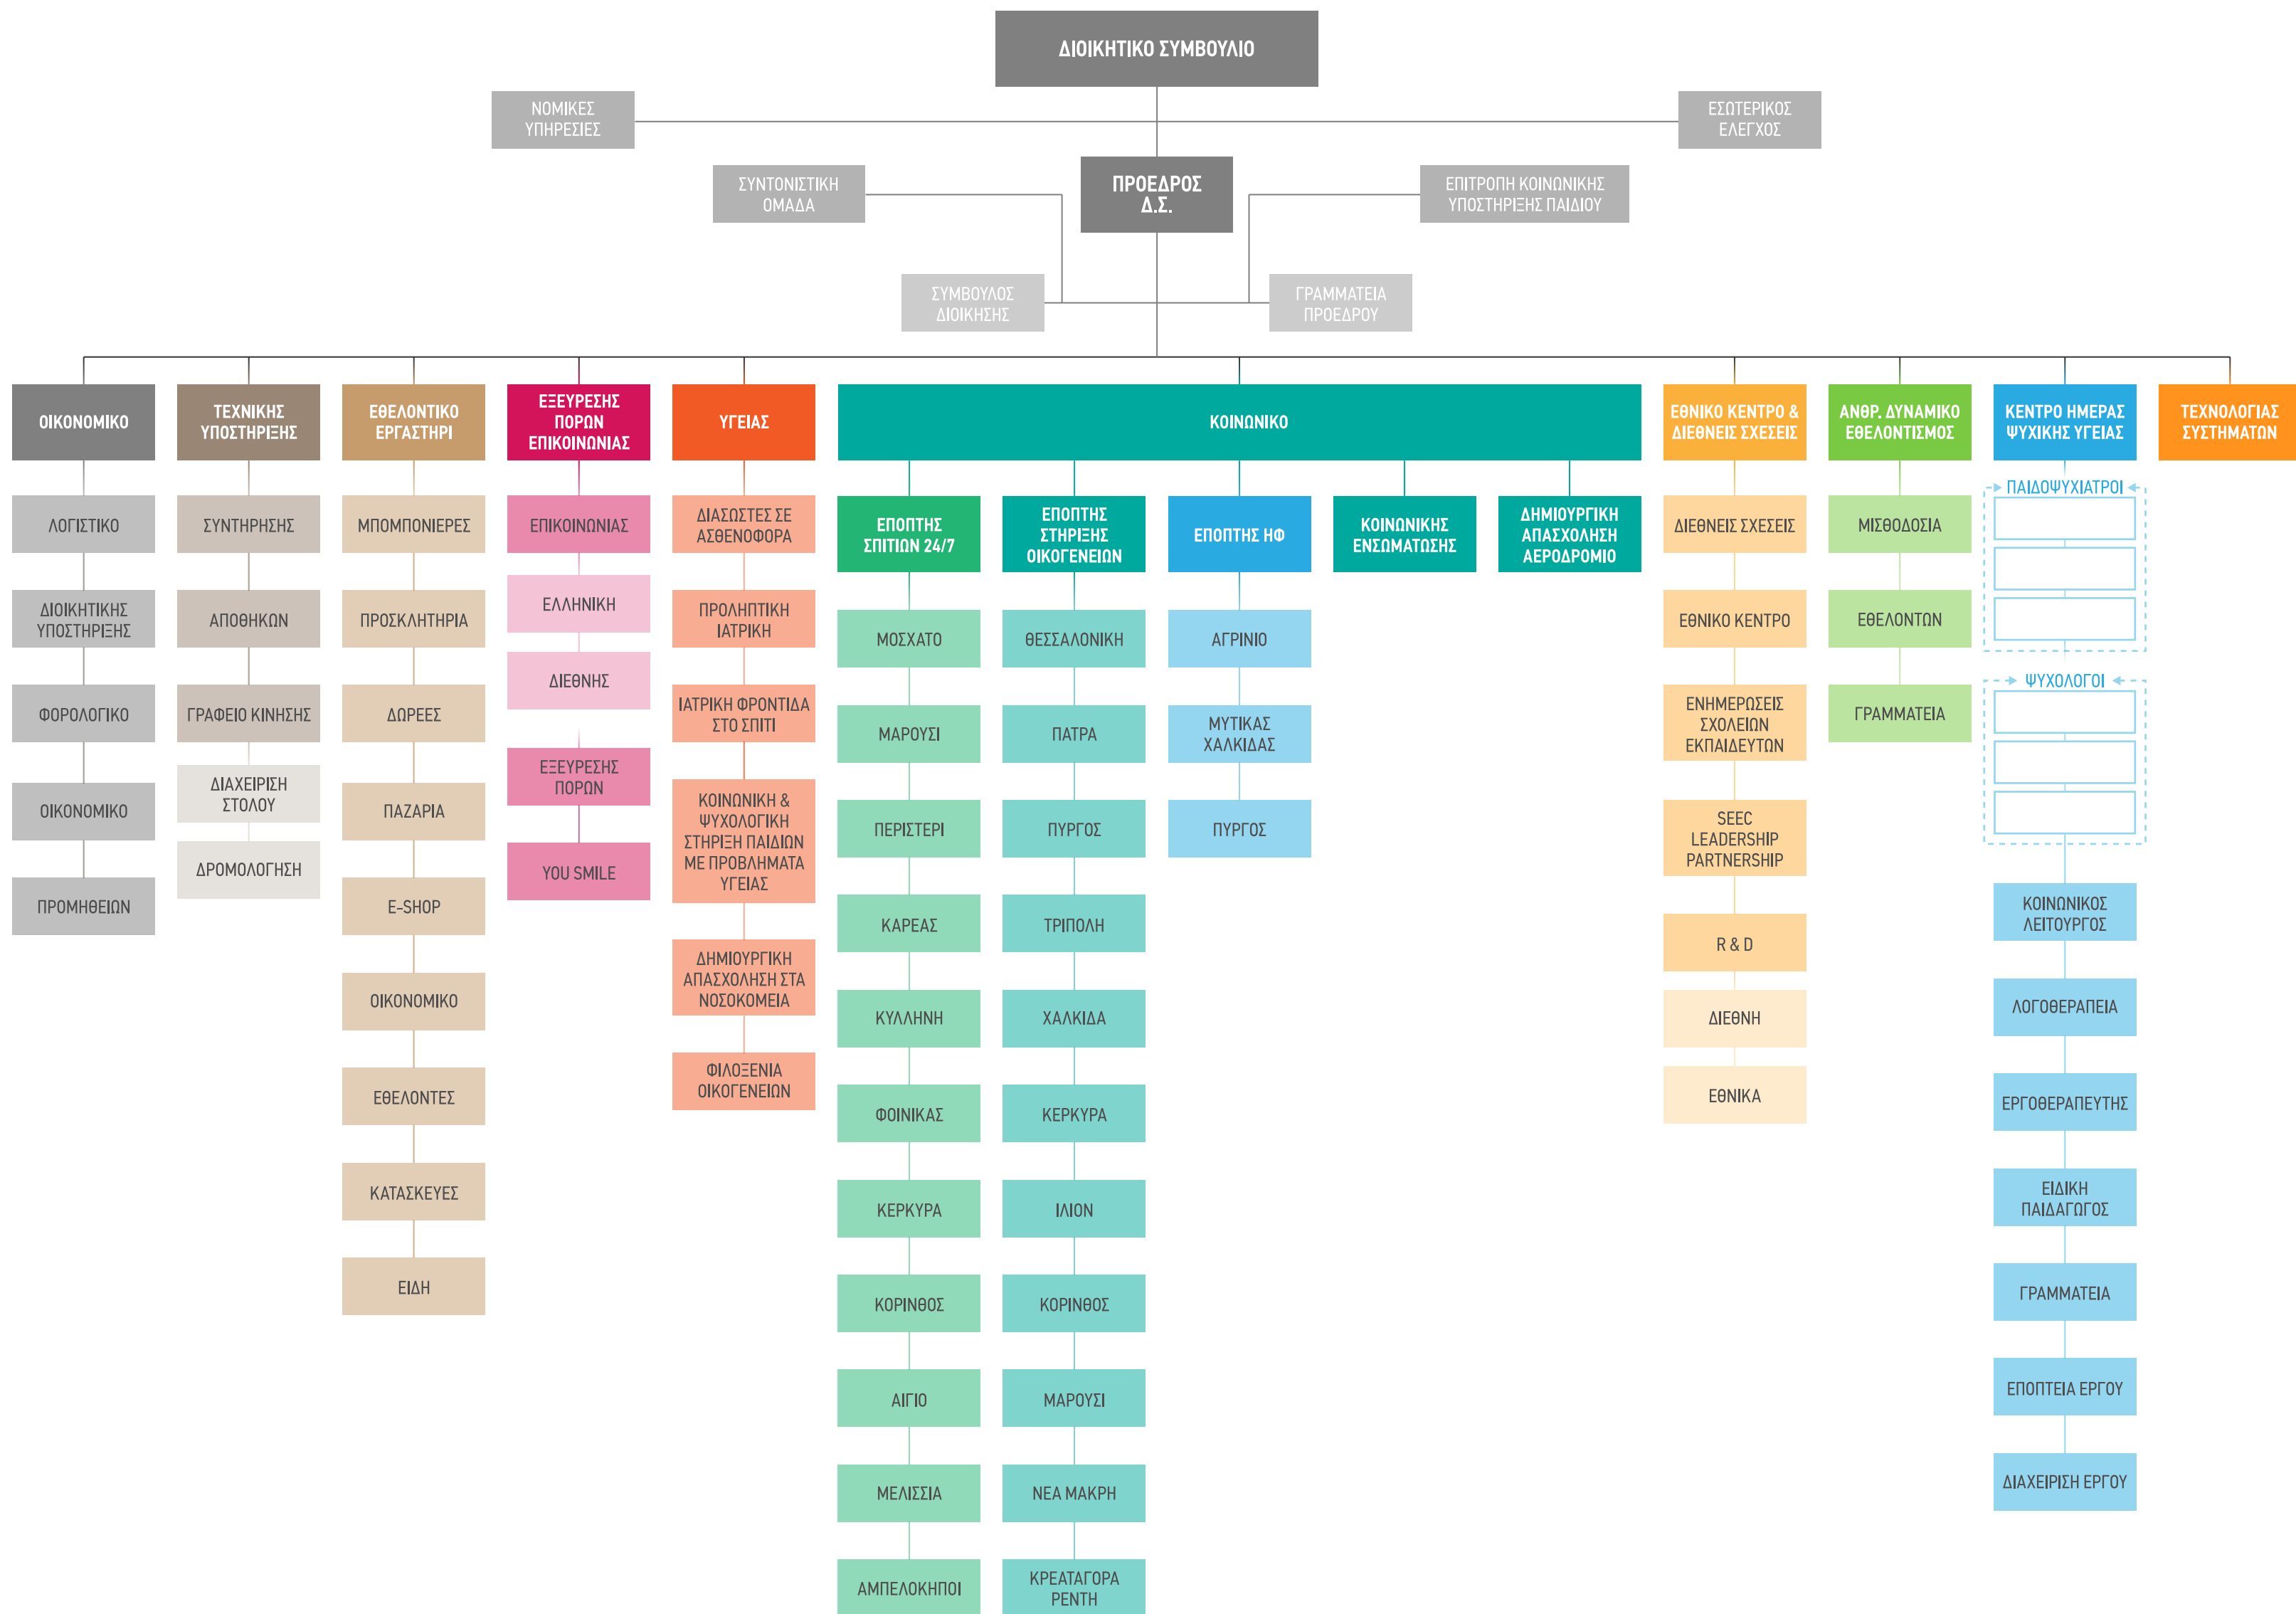 ΔΙΟΙΚΗΤΙΚΟ ΣΥΜΒΟΥΛΙΟ
ΝΟΜΙΚΕΣ
ΥΠΗΡΕΣΙΕΣ
ΕΣΩΤΕΡΙΚΟΣ
ΕΛΕΓΧΟΣ
ΣΥΝΤΟΝΙΣΤΙΚΗ
ΟΜΑΔΑ
ΠΡΟΕΔΡΟΣ
Δ.Σ.
ΕΠΙΤΡΟΠΗ ΚΟΙΝΩΝΙΚΗΣ
ΥΠΟΣΤΗΡΙΞΗΣ ΠΑΙΔΙΟΥ
ΣΥΜΒΟΥΛΟΣ
ΔΙΟΙΚΗΣΗΣ
ΓΡΑΜΜΑΤΕΙΑ
ΠΡΟΕΔΡΟΥ
ΟΙΚΟΝΟΜΙΚΟ
ΛΟΓΙΣΤΙΚΟ
ΔΙΟΙΚΗΤΙΚΗΣ
ΥΠΟΣΤΗΡΙΞΗΣ
ΦΟΡΟΛΟΓΙΚΟ
ΟΙΚΟΝΟΜΙΚΟ
ΠΡΟΜΗΘΕΙΩΝ
ΤΕΧΝΙΚΗΣ
ΥΠΟΣΤΗΡΙΞΗΣ
ΣΥΝΤΗΡΗΣΗΣ
ΑΠΟΘΗΚΩΝ
ΓΡΑΦΕΙΟ ΚΙΝΗΣΗΣ
ΔΙΑΧΕΙΡΙΣΗ
ΣΤΟΛΟΥ
ΔΡΟΜΟΛΟΓΗΣΗ
ΕΘΕΛΟΝΤΙΚΟ
ΕΡΓΑΣΤΗΡΙ
ΜΠΟΜΠΟΝΙΕΡΕΣ
ΠΡΟΣΚΛΗΤΗΡΙΑ
ΔΩΡΕΕΣ
ΠΑΖΑΡΙΑ
E-SHOP
ΟΙΚΟΝΟΜΙΚΟ
ΕΘΕΛΟΝΤΕΣ
ΚΑΤΑΣΚΕΥΕΣ
ΕΙΔΗ
ΕΞΕΥΡΕΣΗΣ
ΠΟΡΩΝ
ΕΠΙΚΟΙΝΩΝΙΑΣ
ΕΠΙΚΟΙΝΩΝΙΑΣ
ΕΛΛΗΝΙΚΗ
ΔΙΕΘΝΗΣ
ΕΞΕΥΡΕΣΗΣ
ΠΟΡΩΝ
YOU SMILE
ΥΓΕΙΑΣ
ΔΙΑΣΩΣΤΕΣ ΣΕ
ΑΣΘΕΝΟΦΟΡΑ
ΠΡΟΛΗΠΤΙΚΗ
ΙΑΤΡΙΚΗ
ΙΑΤΡΙΚΗ ΦΡΟΝΤΙΔΑ
ΣΤΟ ΣΠΙΤΙ
ΚΟΙΝΩΝΙΚΗ &
ΨΥΧΟΛΟΓΙΚΗ
ΣΤΗΡΙΞΗ ΠΑΙΔΙΩΝ
ΜΕ ΠΡΟΒΛΗΜΑΤΑ
ΥΓΕΙΑΣ
ΔΗΜΙΟΥΡΓΙΚΗ
ΑΠΑΣΧΟΛΗΣΗ ΣΤΑ
ΝΟΣΟΚΟΜΕΙΑ
ΦΙΛΟΞΕΝΙΑ
ΟΙΚΟΓΕΝΕΙΩΝ
ΚΟΙΝΩΝΙΚΟ
ΕΠΟΠΤΗΣ
ΣΠΙΤΙΩΝ 24/7
ΜΟΣΧΑΤΟ
ΜΑΡΟΥΣΙ
ΠΕΡΙΣΤΕΡΙ
ΚΑΡΕΑΣ
ΚΥΛΛΗΝΗ
ΦΟΙΝΙΚΑΣ
ΚΕΡΚΥΡΑ
ΚΟΡΙΝΘΟΣ
ΑΙΓΙΟ
ΜΕΛΙΣΣΙΑ
ΑΜΠΕΛΟΚΗΠΟΙ
ΕΠΟΠΤΗΣ
ΣΤΗΡΙΞΗΣ
ΟΙΚΟΓΕΝΕΙΩΝ
ΘΕΣΣΑΛΟΝΙΚΗ
ΠΑΤΡΑ
ΠΥΡΓΟΣ
ΤΡΙΠΟΛΗ
ΧΑΛΚΙΔΑ
ΚΕΡΚΥΡΑ
ΙΛΙΟΝ
ΚΟΡΙΝΘΟΣ
ΜΑΡΟΥΣΙ
ΝΕΑ ΜΑΚΡΗ
ΚΡΕΑΤΑΓΟΡΑ
ΡΕΝΤΗ
ΕΠΟΠΤΗΣ ΗΦ
ΑΓΡΙΝΙΟ
ΜΥΤΙΚΑΣ
ΧΑΛΚΙΔΑΣ
ΠΥΡΓΟΣ
ΚΟΙΝΩΝΙΚΗΣ
ΕΝΣΩΜΑΤΩΣΗΣ
ΔΗΜΙΟΥΡΓΙΚΗ
ΑΠΑΣΧΟΛΗΣΗ
ΑΕΡΟΔΡΟΜΙΟ
ΕΘΝΙΚΟ ΚΕΝΤΡΟ &
ΔΙΕΘΝΕΙΣ ΣΧΕΣΕΙΣ
ΔΙΕΘΝΕΙΣ ΣΧΕΣΕΙΣ
ΕΘΝΙΚΟ ΚΕΝΤΡΟ
ΕΝΗΜΕΡΩΣΕΙΣ
ΣΧΟΛΕΙΩΝ
ΕΚΠΑΙΔΕΥΤΩΝ
SEEC
LEADERSHIP
PARTNERSHIP
R & D
ΔΙΕΘΝΗ
ΕΘΝΙΚΑ
ΑΝΘΡ. ΔΥΝΑΜΙΚΟ
ΕΘΕΛΟΝΤΙΣΜΟΣ
ΜΙΣΘΟΔΟΣΙΑ
ΕΘΕΛΟΝΤΩΝ
ΓΡΑΜΜΑΤΕΙΑ
ΚΕΝΤΡΟ ΗΜΕΡΑΣ
ΨΥΧΙΚΗΣ ΥΓΕΙΑΣ
ΠΑΙΔΟΨΥΧΙΑΤΡΟΙ
ΨΥΧΟΛΟΓΟΙ
ΚΟΙΝΩΝΙΚΟΣ
ΛΕΙΤΟΥΡΓΟΣ
ΛΟΓΟΘΕΡΑΠΕΙΑ
ΕΡΓΟΘΕΡΑΠΕΥΤΗΣ
ΕΙΔΙΚΗ
ΠΑΙΔΑΓΩΓΟΣ
ΓΡΑΜΜΑΤΕΙΑ
ΕΠΟΠΤΕΙΑ ΕΡΓΟΥ
ΔΙΑΧΕΙΡΙΣΗ ΕΡΓΟΥ
ΤΕΧΝΟΛΟΓΙΑΣ
ΣΥΣΤΗΜΑΤΩΝ